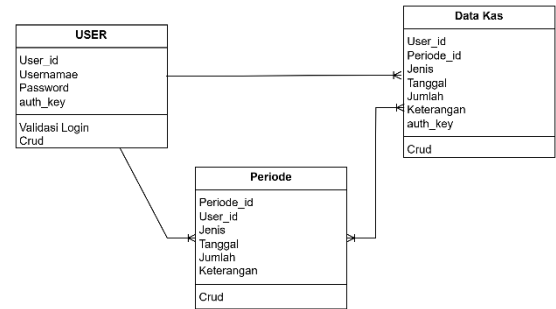 USER
User_id
Usernamae
Password
auth_key
Validasi Login
Crud
Data Kas
User_id
Periode_id
Jenis
Tanggal
Jumlah
Keterangan
auth_key
Crud
Periode
Periode_id
User_id
Jenis
Tanggal
Jumlah
Keterangan
Crud